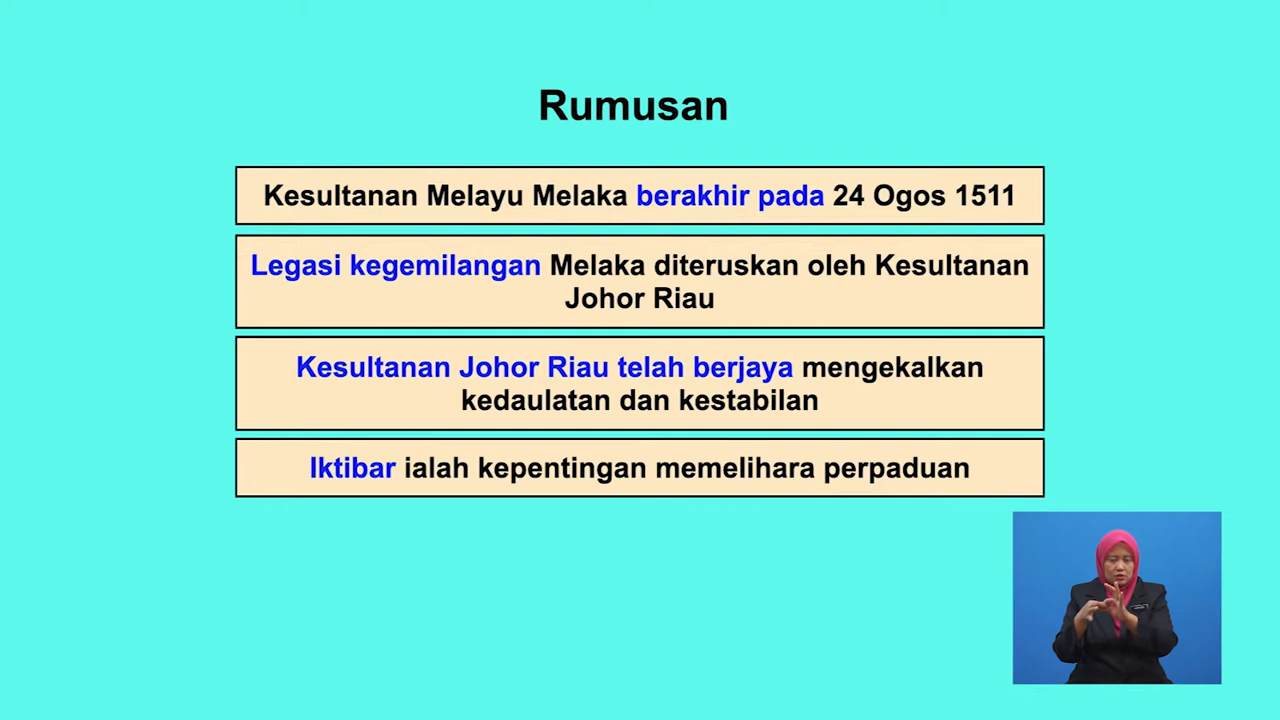 Rumusan
Kesultanan Melayu Melaka berakhir pada 24 Ogos 1511
Legasi kegemilangan Melaka diteruskan oleh Kesultanan
Johor Riau
Kesultanan Johor Riau telah berjaya mengekalkan
kedaulatan dan kestabilan
Iktibar ialah kepentingan memelihara perpaduan